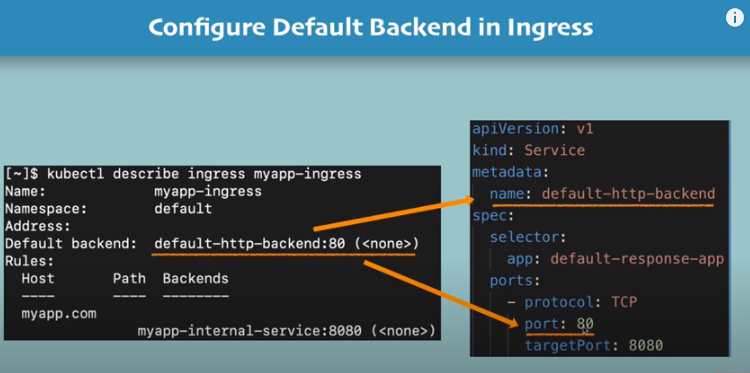 Configure Default Backend in Ingress
[~]$ kubectl describe ingress myapp-ingress
Name: myapp-ingress
Namespace: default
Address:
Default backend: default-http-backend:80 (<none>)
Rules:
Host Path Backends
---- ---- --------
myapp.com
myapp-internal-service:8080 (<none>)
apiVersion: v1
kind: Service
metadata:
name: default-http-backend
spec:
selector:
app: default-response-app
ports:
- protocol: TCP
port: 80
targetPort: 8080